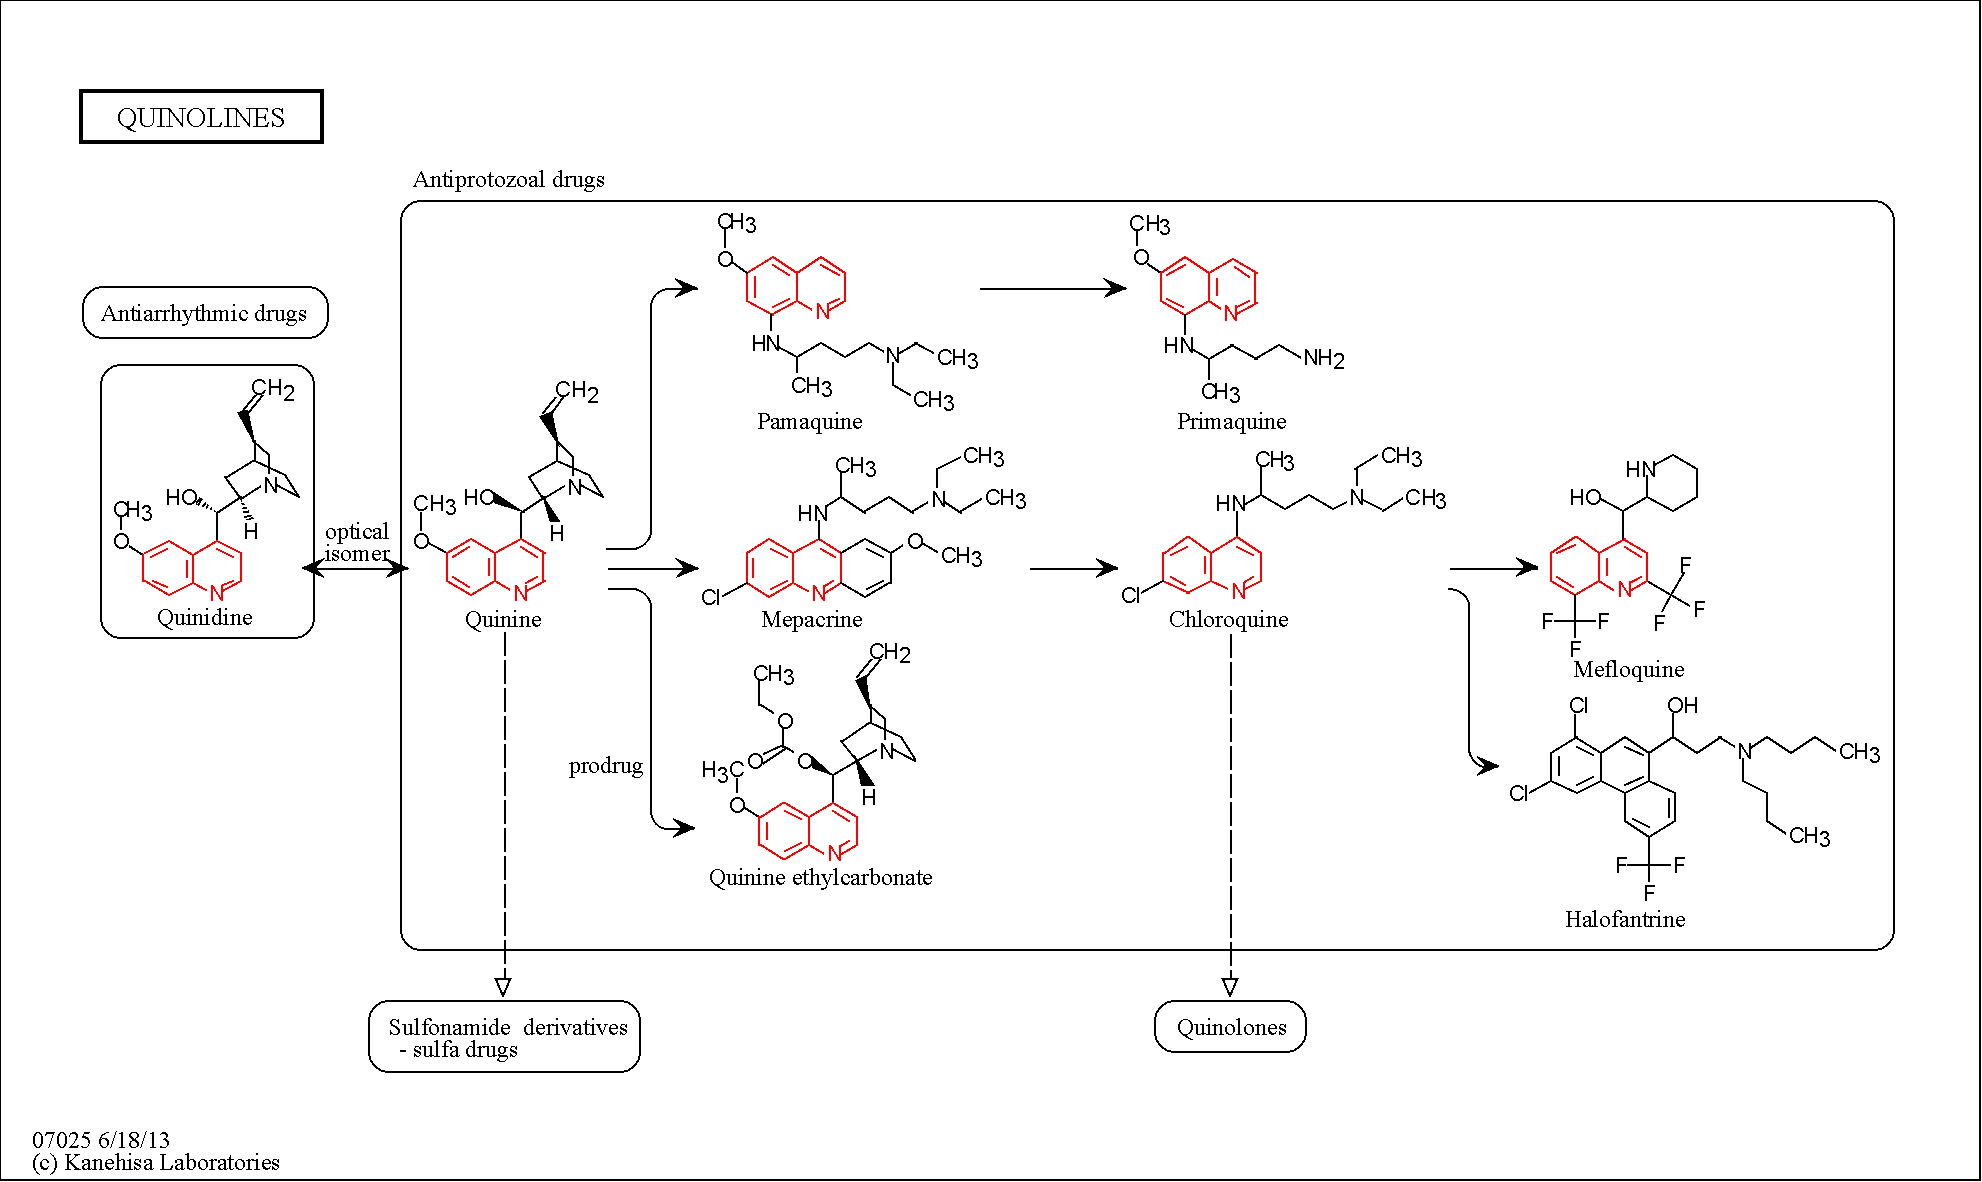 QUINOLINES
Antiprotozoal drugs
Antiarrhythmic drugs
CH2
HO
N
H
CH3
O
N
Quinidine
optical
isomer
CH2
HO
N
H
CH3
O
N
Quinine
CH3
O
N
HN
N
CH3
CH3
CH3
Pamaquine
CH3
O
N
HN
NH2
CH3
Primaquine
CH3
CH3
N
CH3
HN
O
CH3
Cl
N
Mepacrine
CH3
CH3
N
CH3
HN
Cl
N
Chloroquine
HN
HO
N
F
F
F
F
F
F
Mefloquine
prodrug
CH2
CH3
O
O
O
N
H3C
O
H
N
Quinine ethylcarbonate
Cl
OH
N
CH3
Cl
CH3
F
F
F
Halofantrine
Sulfonamide derivatives
- sulfa drugs
Quinolones
07025 6/18/13
(c) Kanehisa Laboratories